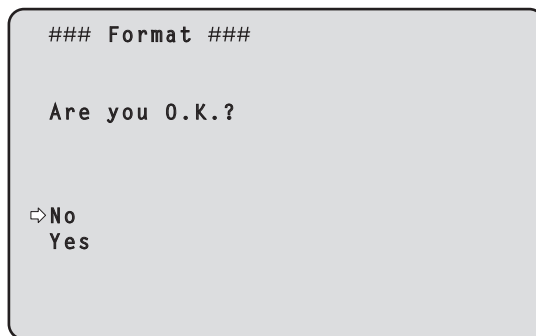 ### Format ###
Are you O.K.?
⇨No
Yes